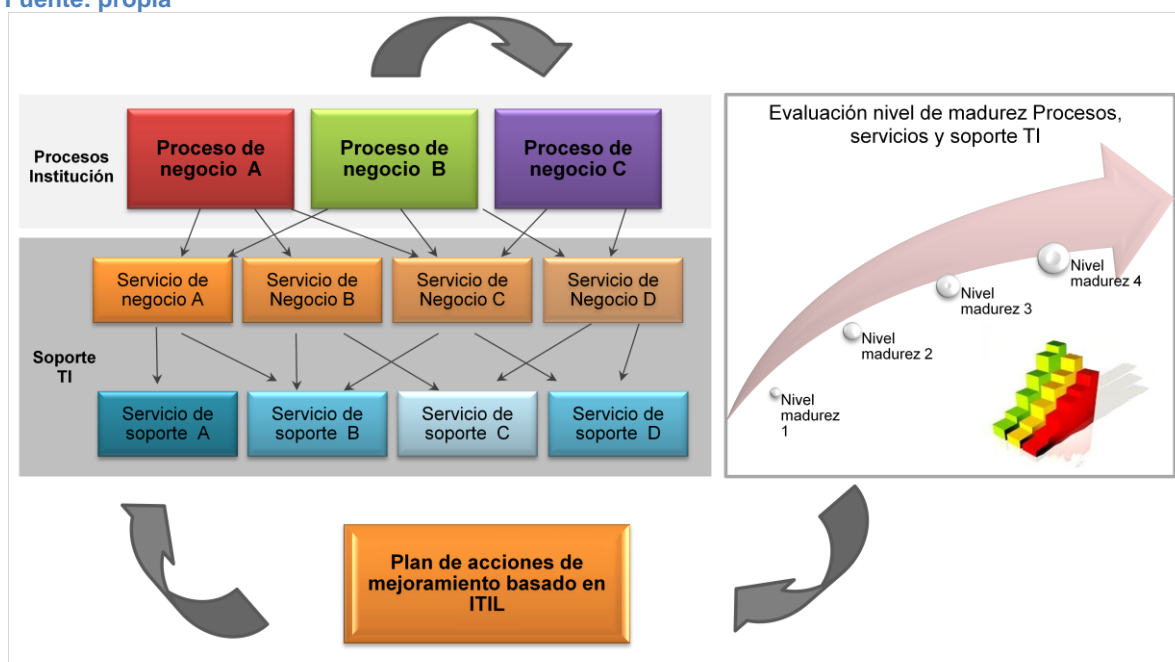 Fuente: propia
Procesos
Institución
Proceso de
negocio A
Proceso de
negocio B
Proceso de
negocio C
Soporte
TI
Servicio de
negocio A
Servicio de
Negocio B
Servicio de
Negocio C
Servicio de
Negocio D
Servicio de
soporte A
Servicio de
soporte B
Servicio de
soporte C
Servicio de
soporte D
Evaluación nivel de madurez Procesos,
servicios y soporte TI
Nivel
madurez
1
Nivel
madurez 2
Nivel
madurez 3
Nivel
madurez 4
Plan de acciones de
mejoramiento basado en
ITIL